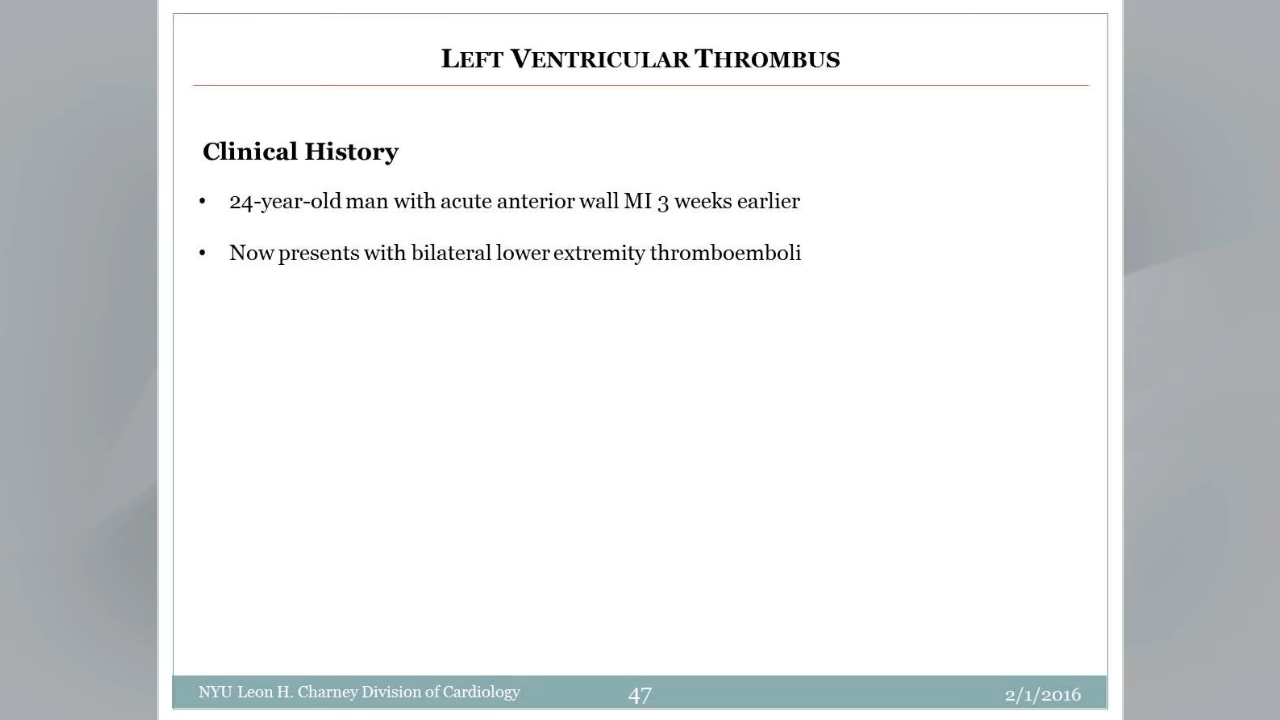 LEFT VENTRICULAR THROMBUS
Clinical History
• 24-year-old man with acute anterior wall MI 3 weeks earlier
• Now presents with bilateral lower extremity thromboemboli
NYU Leon H. Charney Division of Cardiology 47 2/1/2016